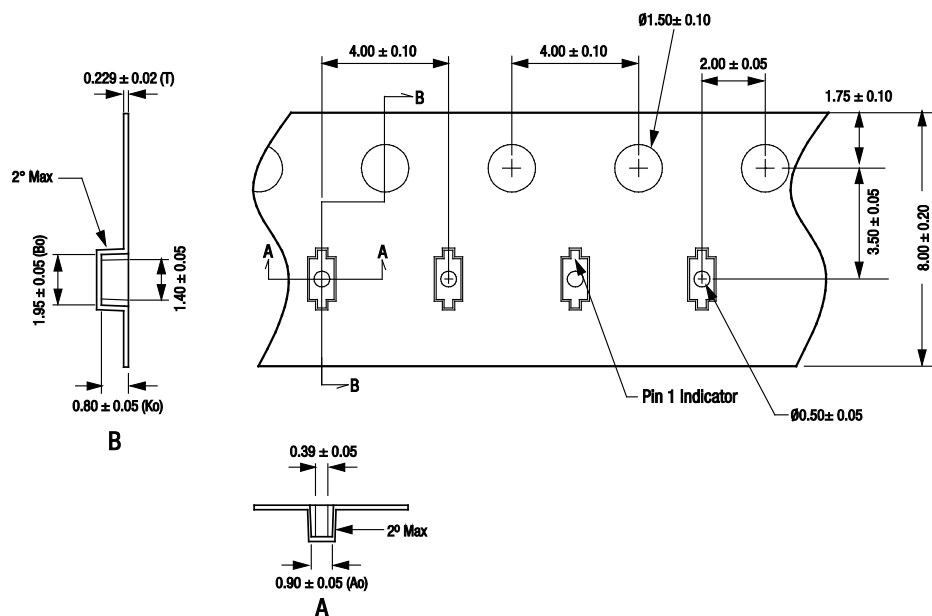 Ø1.50± 0.10
4.00 ± 0.10
4.00 ± 0.10
2.00 ± 0.05
0.229 ± 0.02 (T)
B
1.75 ± 0.10
2º Max
1.95 ± 0.05 (Bo)
1.40 ± 0.05
A
A
3.50 ± 0.05
8.00 ± 0.20
B
0.80 ± 0.05 (Ko)
Pin 1 Indicator
Ø0.50± 0.05
B
0.39 ± 0.05
2º Max
0.90 ± 0.05 (Ao)
A